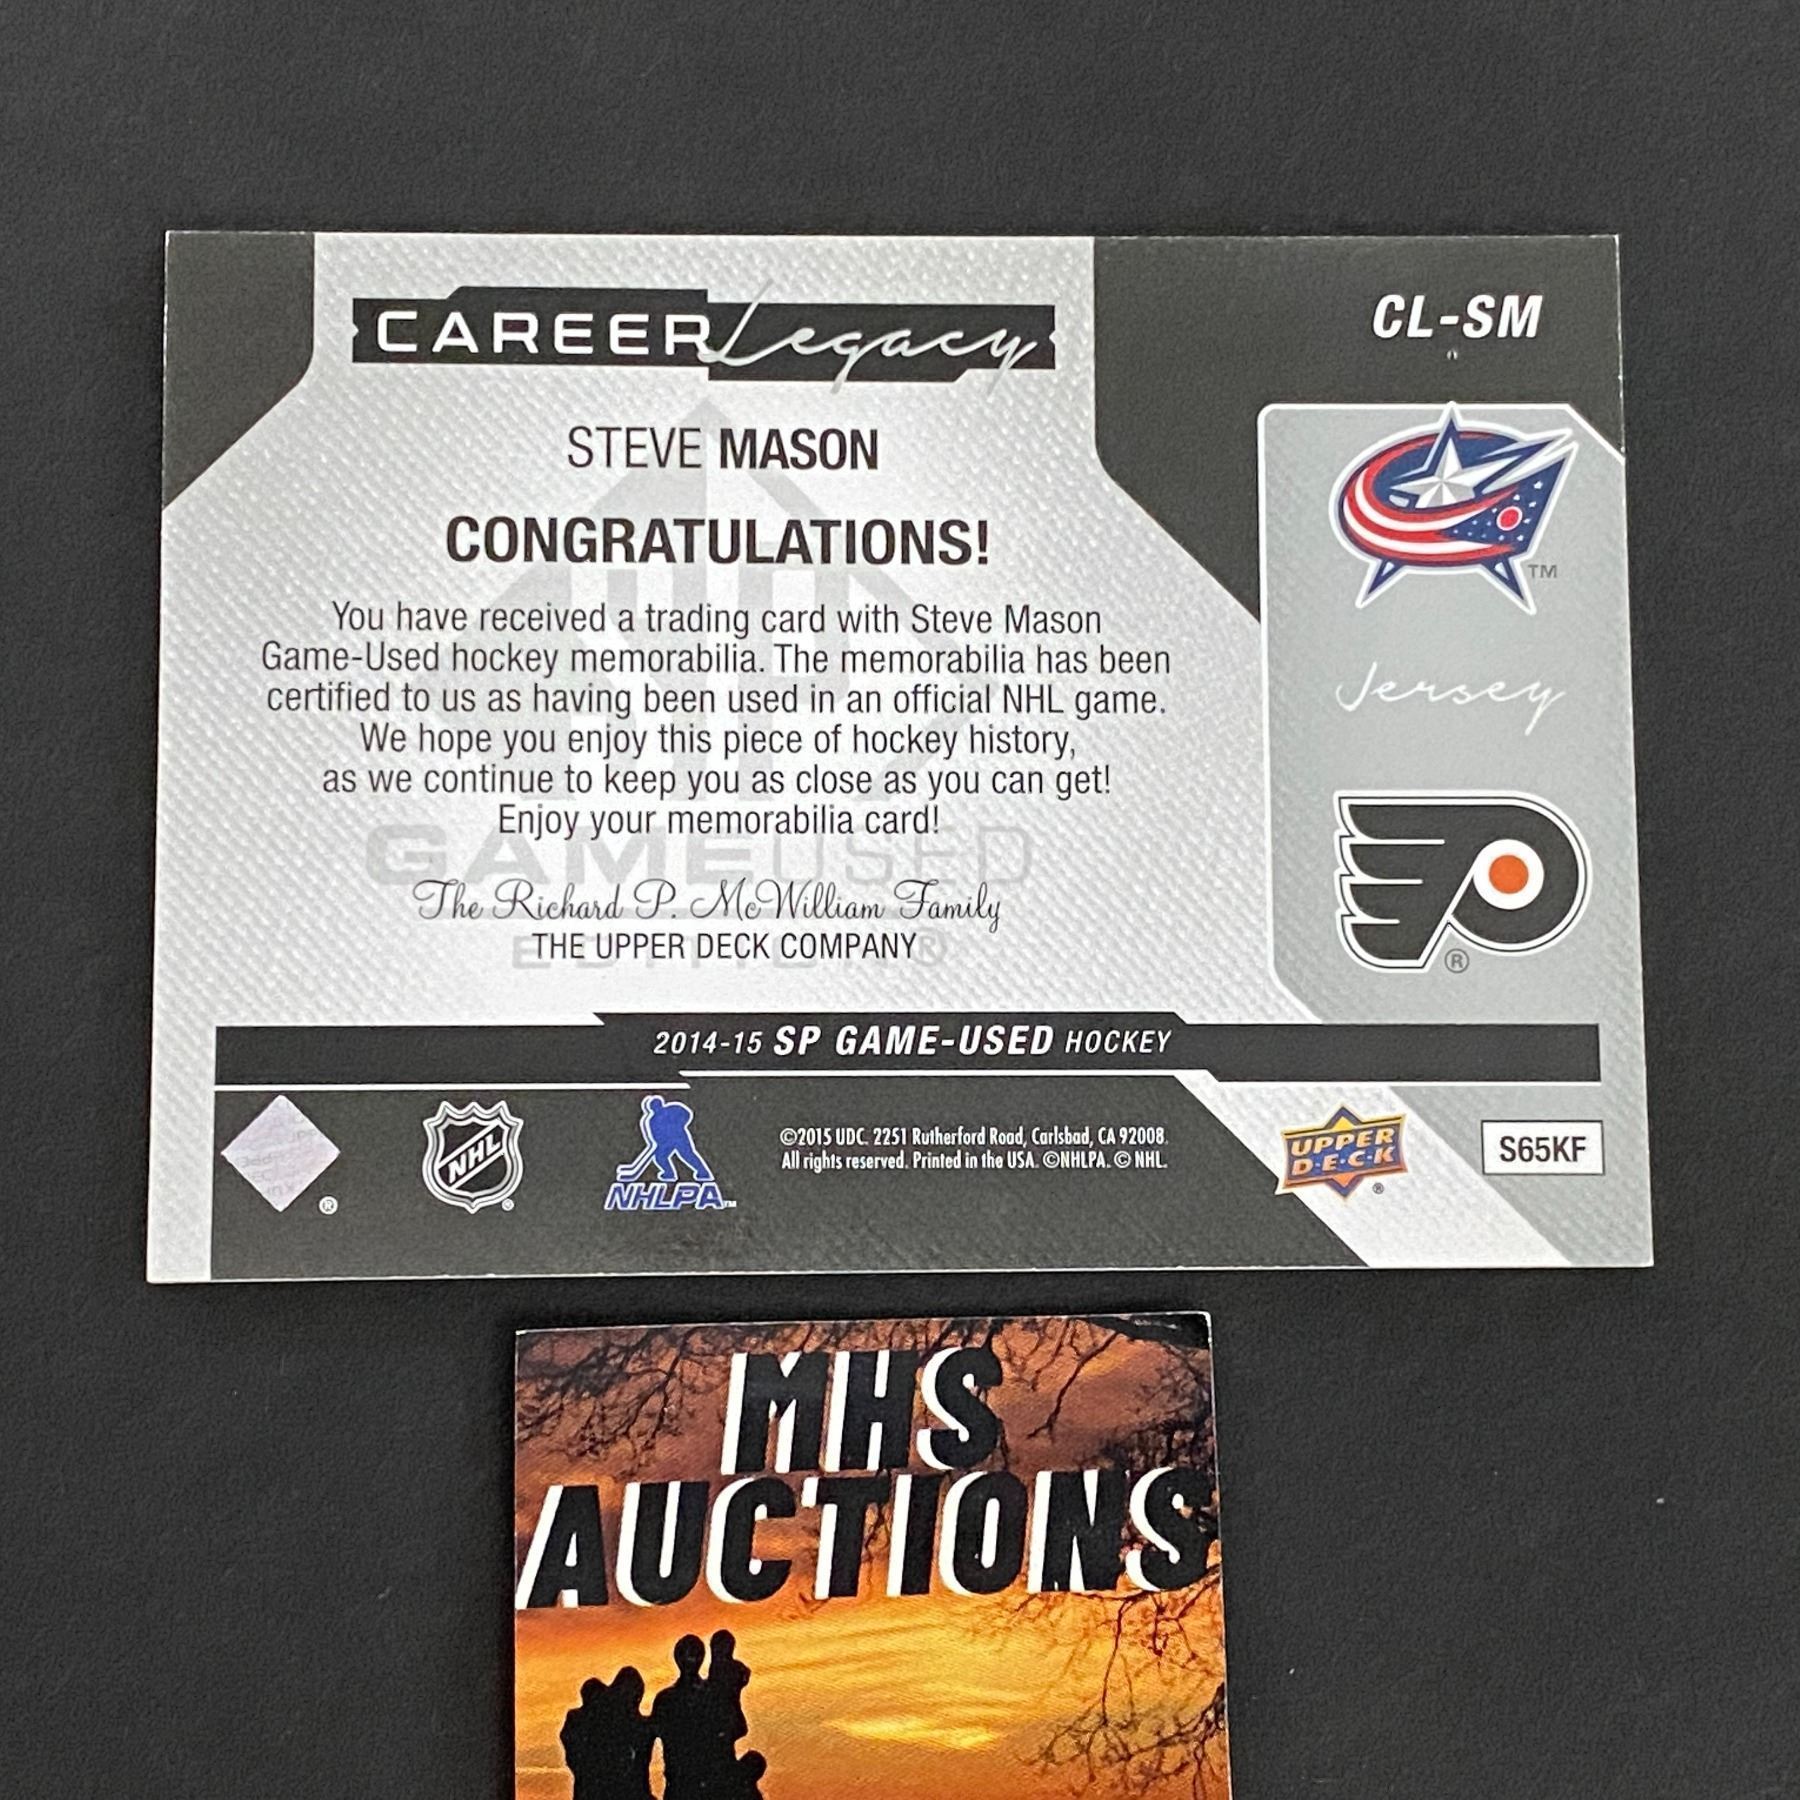 CAREER Legacy
CL-SM
STEVE MASON
CONGRATULATIONS!
You have received a trading card with Steve Mason
Game-Used hockey memorabilia. The memorabilia has been
certified to us as having been used in an official NHL game.
We hope you enjoy this piece of hockey history,
as we continue to keep you as close as you can get!
Enjoy your memorabilia card!
GAME USED
EDITION®
The Richard P. McWilliam Family
THE UPPER DECK COMPANY
TM
Jersey
®
2014-15 SP GAME-USED HOCKEY
®
NHL
®
NHLPA
TM
©2015 UDC. 2251 Rutherford Road, Carlsbad, CA 92008.
All rights reserved. Printed in the USA. ©NHLPA. © NHL.
UPPER
D·E·C·K
®
S65KF
MHS
AUCTIONS